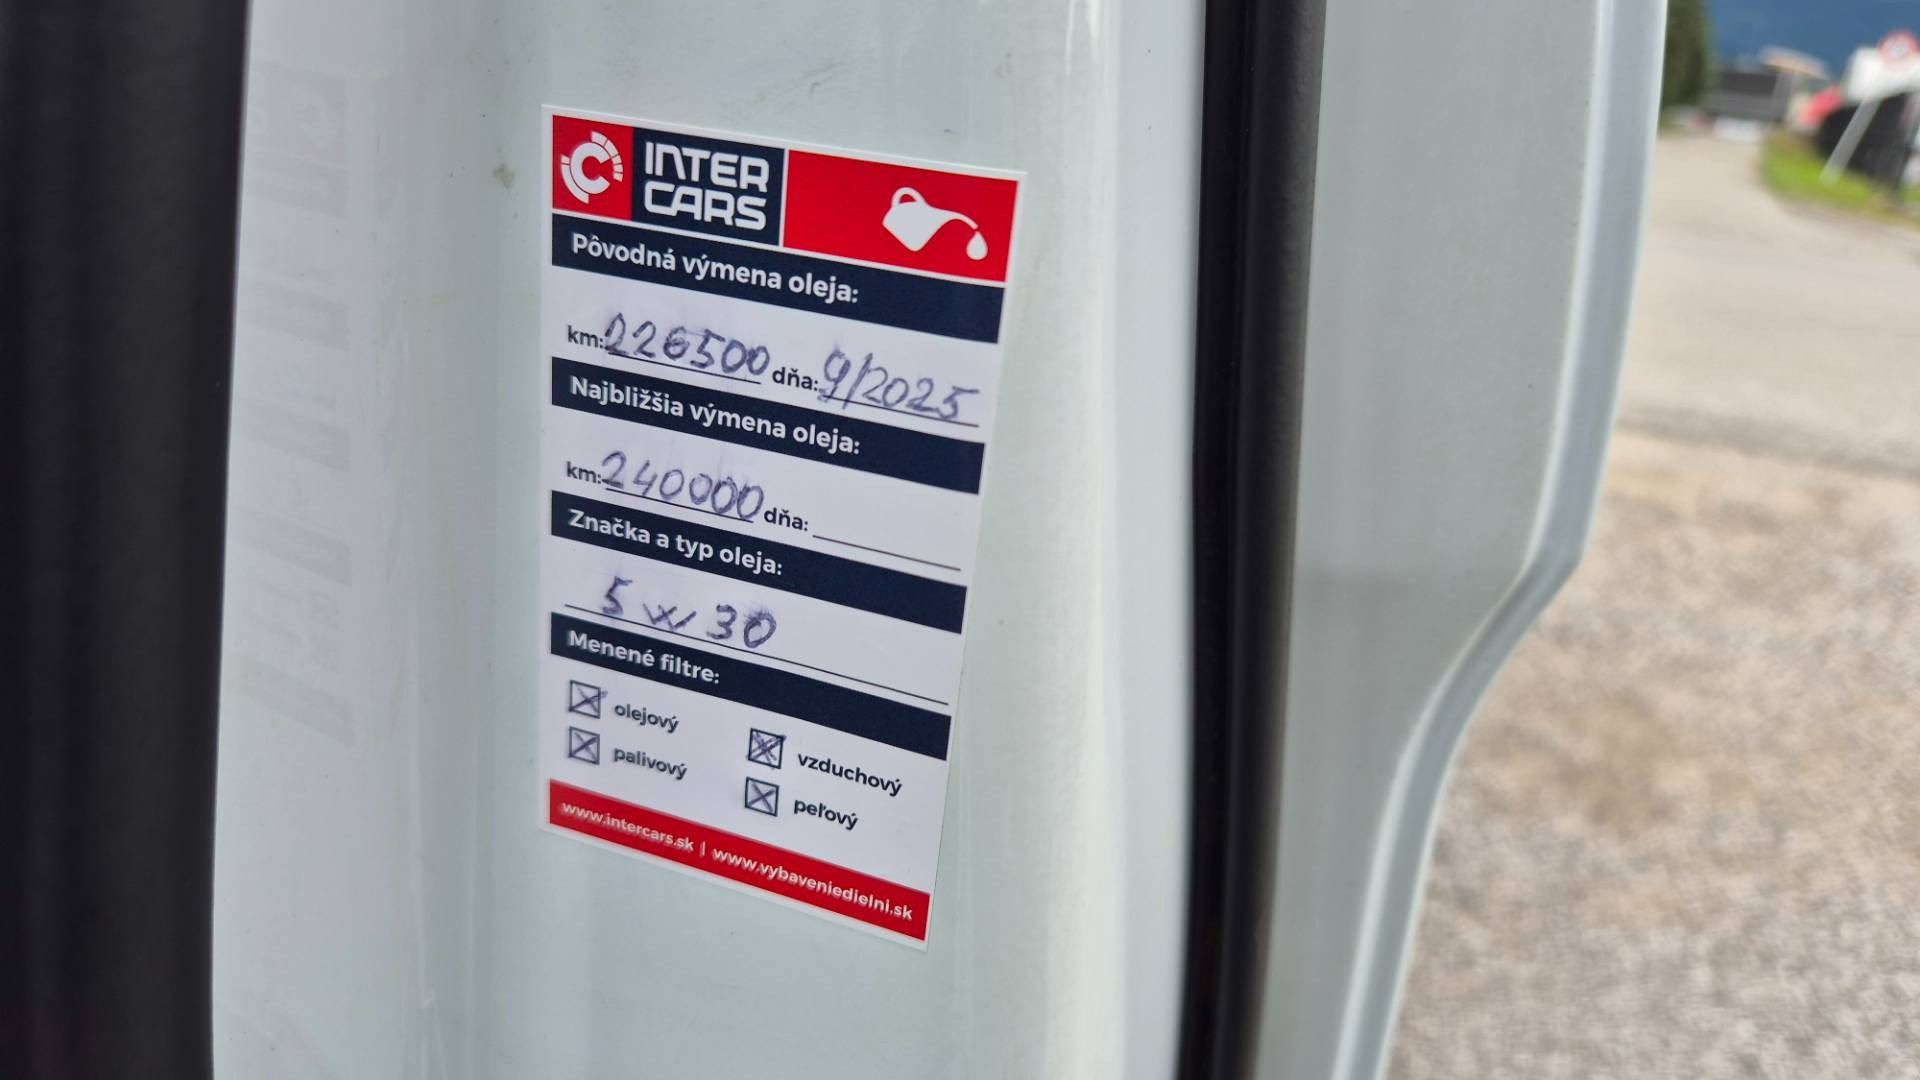 INTER
CARS
Pôvodná výmena oleja:
km: 226500 dňa: 9/2025
Najbližšia výmena oleja:
km: 240000 dňa:
Značka a typ oleja:
5w30
Menené filtre:
olejový
vzduchový
palivový
peľový
www.intercars.sk | www.vybaveniedielni.sk